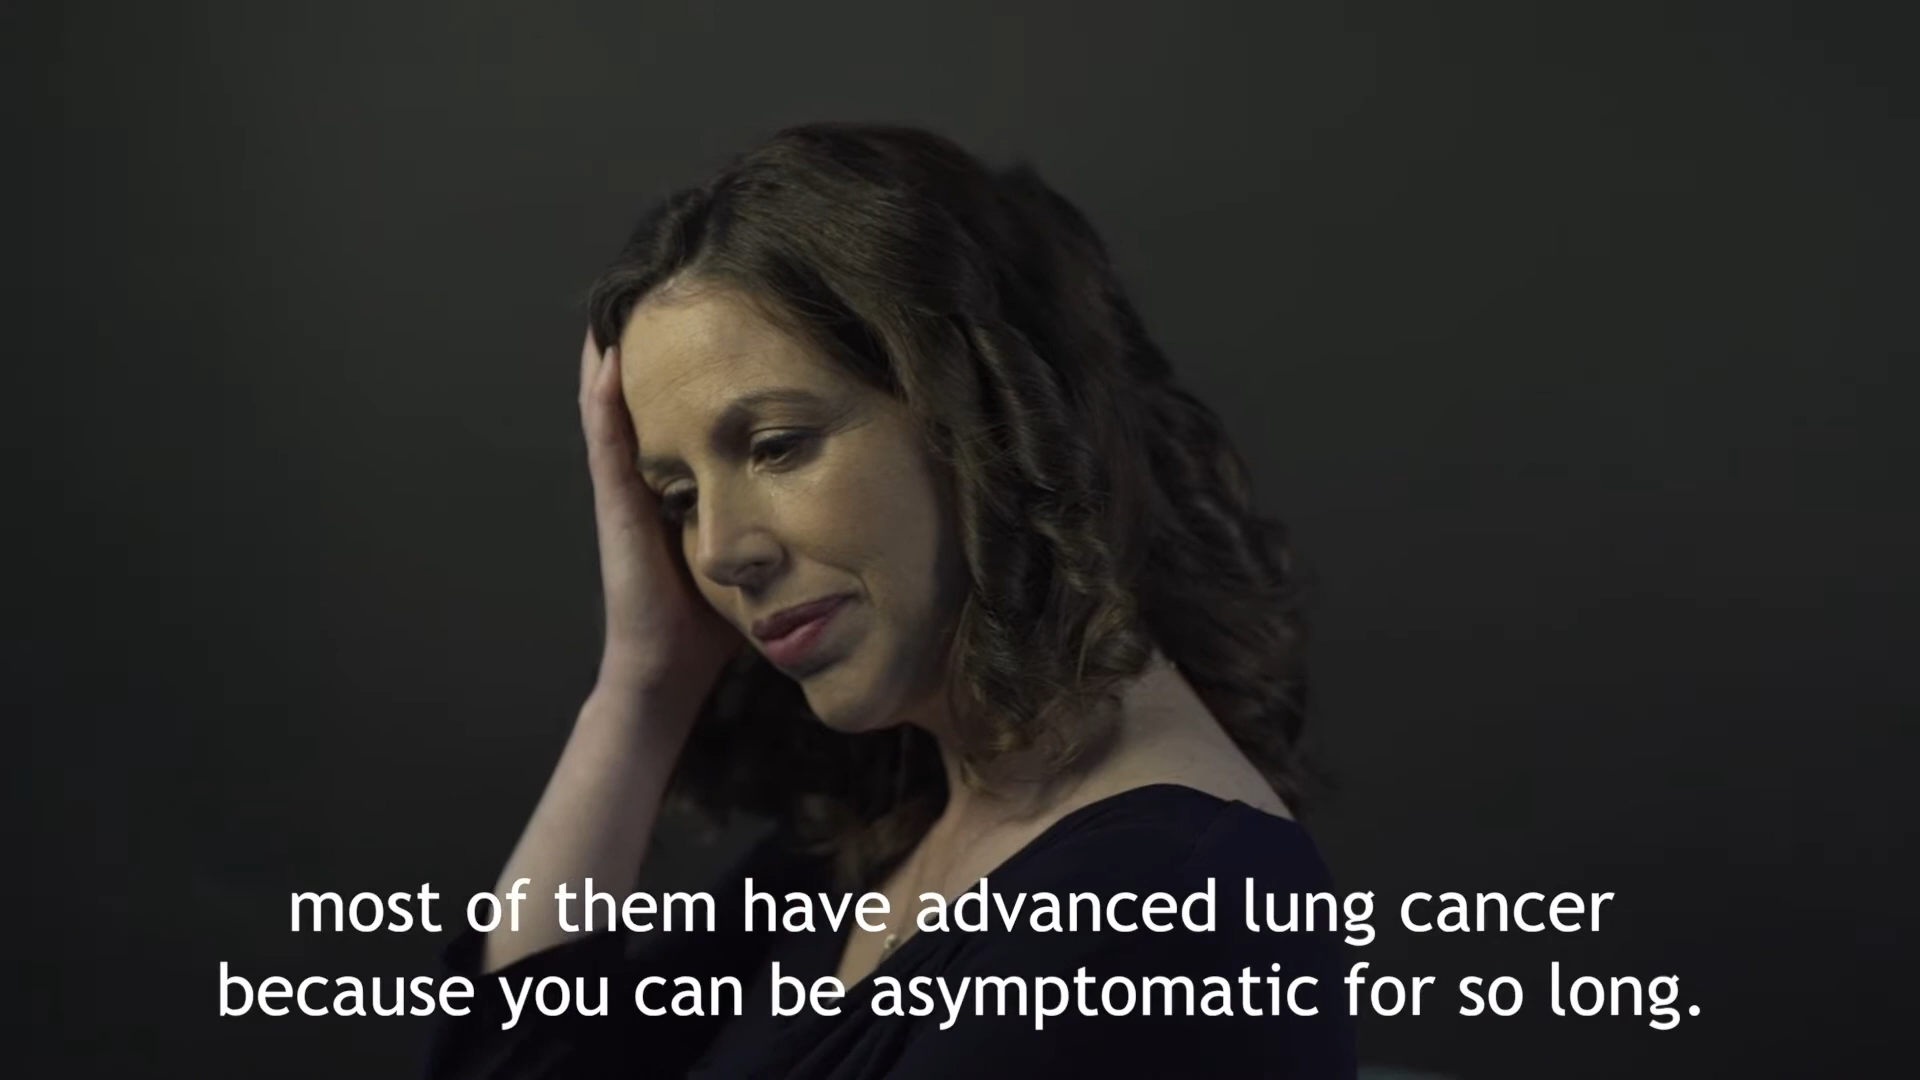 most of them have advanced lung cancer
because you can be asymptomatic for so long.